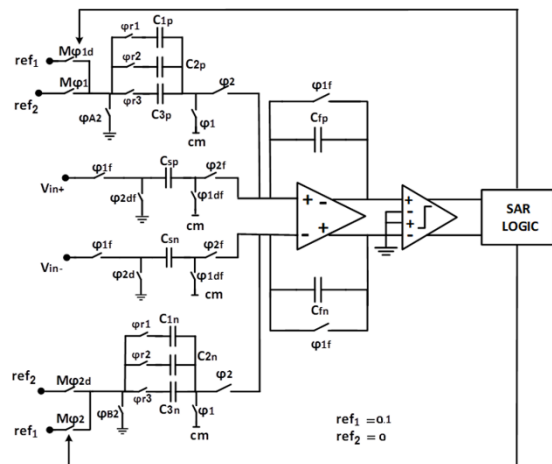 Mφ1d
ref1
Mφ1
ref2
φr1
C1p
φr2
C2p
φr3
C3p
φ2
φA2
φ1
cm
φ1f
Cfp
Vin+
φ1f
Csp
φ2f
φ2df
φ1df
cm
+ -
- +
+
-
+
-
SAR
LOGIC
Vin-
φ1f
Csn
φ2f
φ2d
φ1df
cm
Cfn
φ1f
φr1
C1n
φr2
C2n
φr3
C3n
φ2
ref2
Mφ2d
φB2
φ1
cm
ref1
Mφ2
ref1 =0.1
ref2 =0